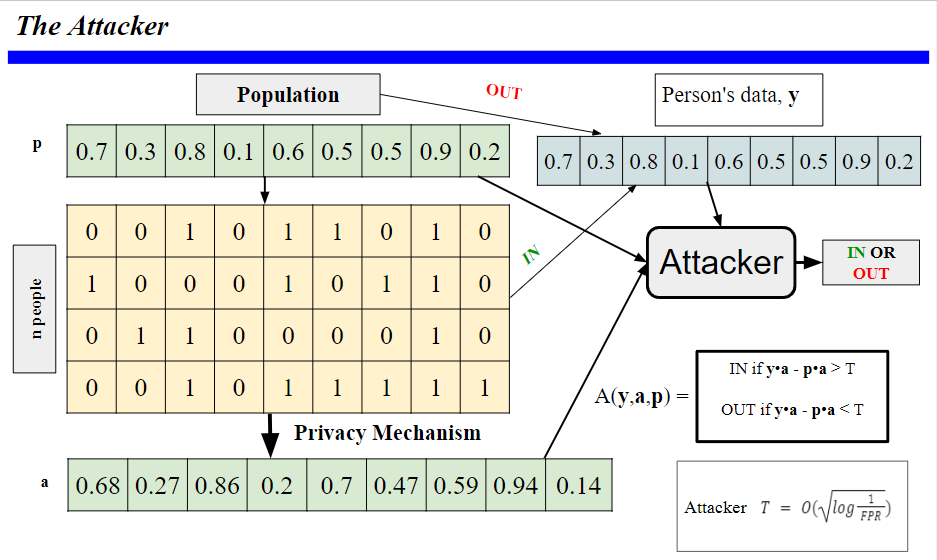 The Attacker
Population
OUT
Person's data, y
p
0.7 0.3 0.8 0.1 0.6 0.5 0.5 0.9 0.2
0.7 0.3 0.8 0.1 0.6 0.5 0.5 0.9 0.2
n people
0 0 1 0 1 1 0 1 0
1 0 0 0 1 0 1 1 0
0 1 1 0 0 0 0 1 0
0 0 1 0 1 1 1 1 1
IN
Attacker
IN OR
OUT
A(y,a,p) =
IN if y•a - p•a > T
OUT if y•a - p•a < T
Privacy Mechanism
a
0.68 0.27 0.86 0.2 0.7 0.47 0.59 0.94 0.14
Attacker T = O(√log 1/FPR)